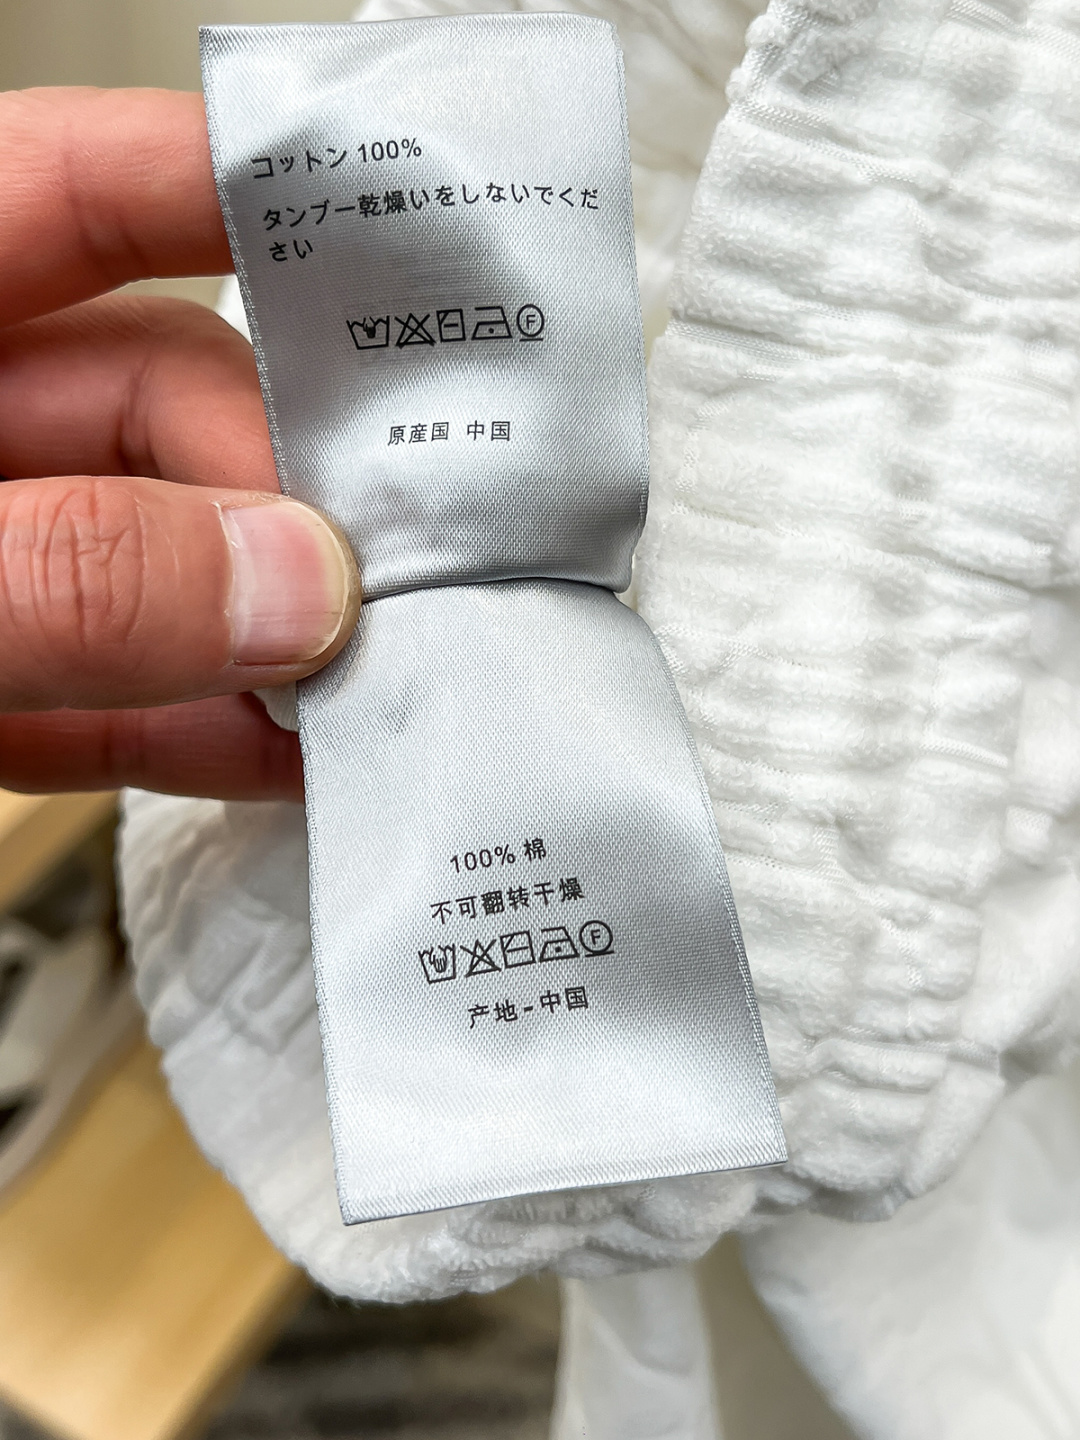 コットン 100%
タンブー乾燥いをしないでくだ
さい
F
原産国 中国
100% 棉
不可翻转干燥
F
产地-中国